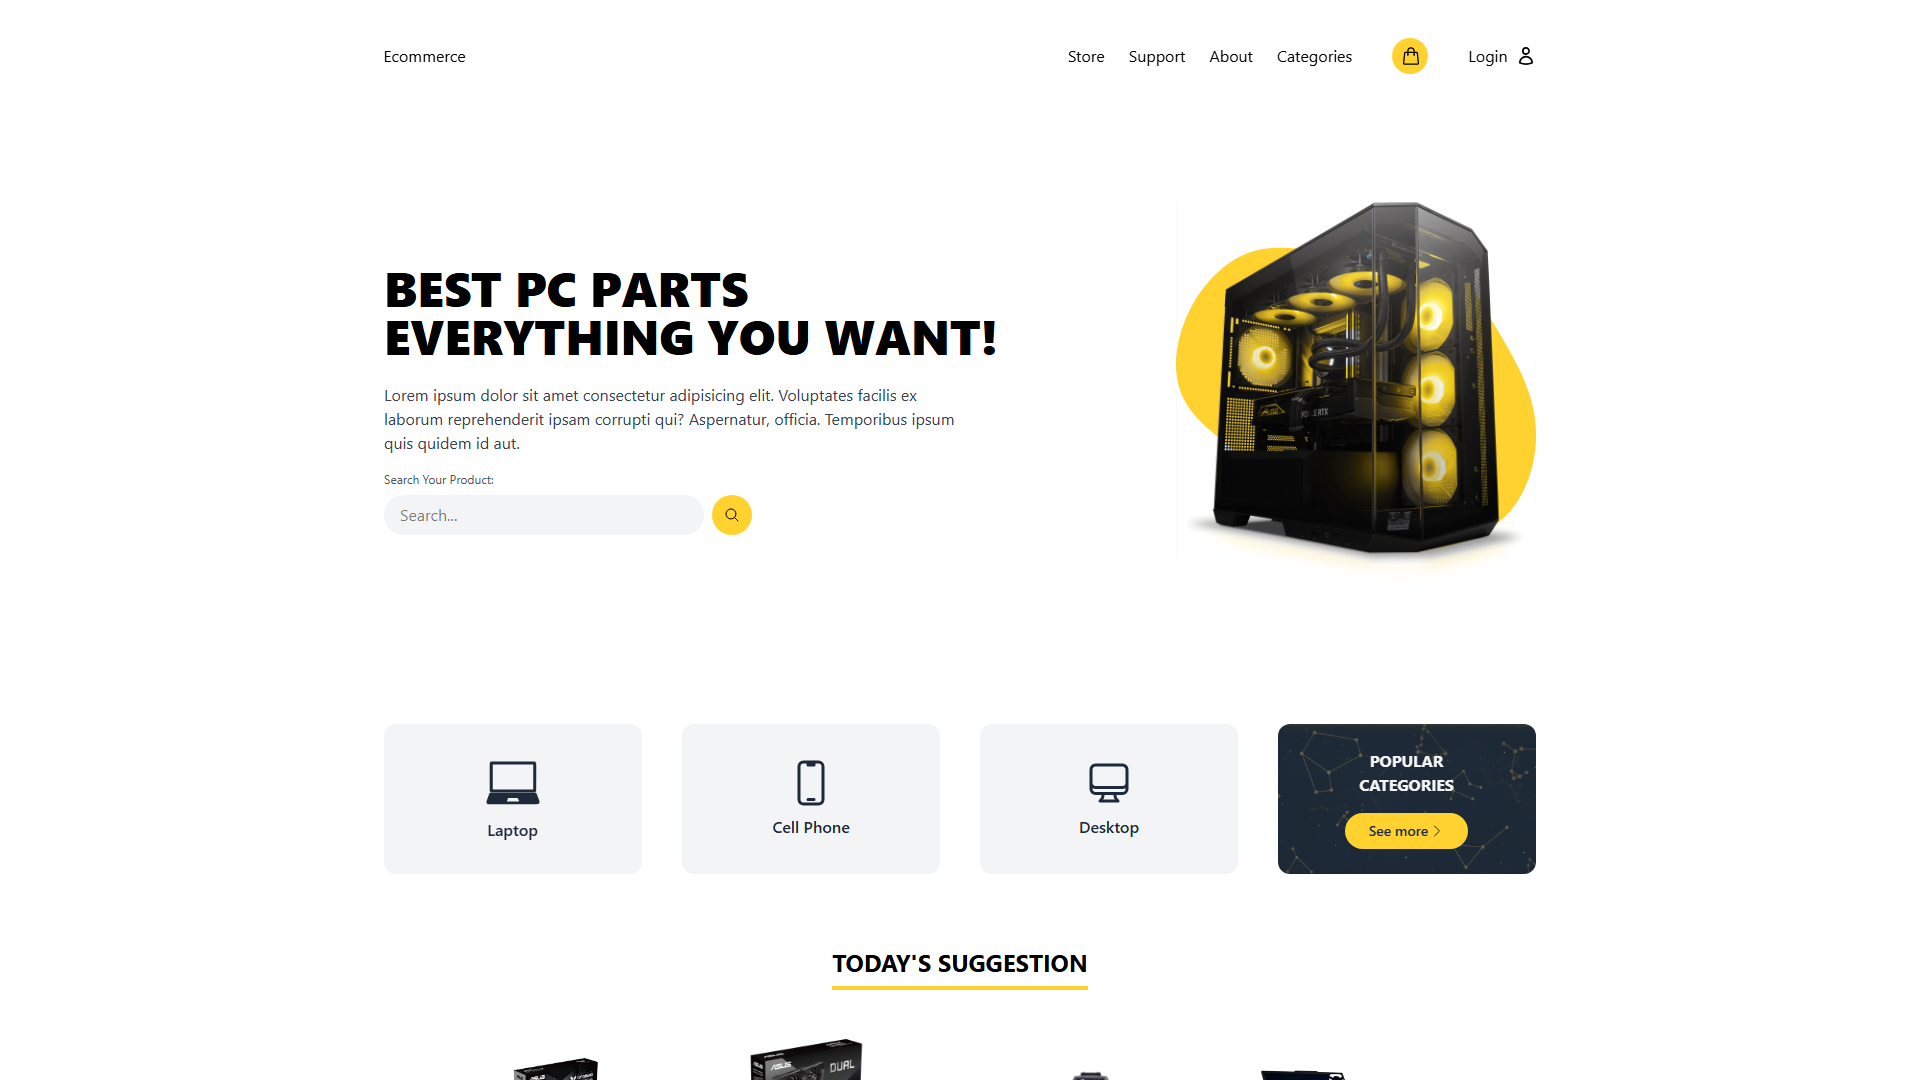 Ecommerce
Store
Support
About
Categories
Login
BEST PC PARTS
EVERYTHING YOU WANT!
Lorem ipsum dolor sit amet consectetur adipisicing elit. Voluptates facilis ex
laborum reprehenderit ipsam corrupti qui? Aspernatur, officia. Temporibus ipsum
quis quidem id aut.
Search Your Product:
Search...
Laptop
Cell Phone
Desktop
POPULAR
CATEGORIES
See more
TODAY'S SUGGESTION
ASUS
DUAL